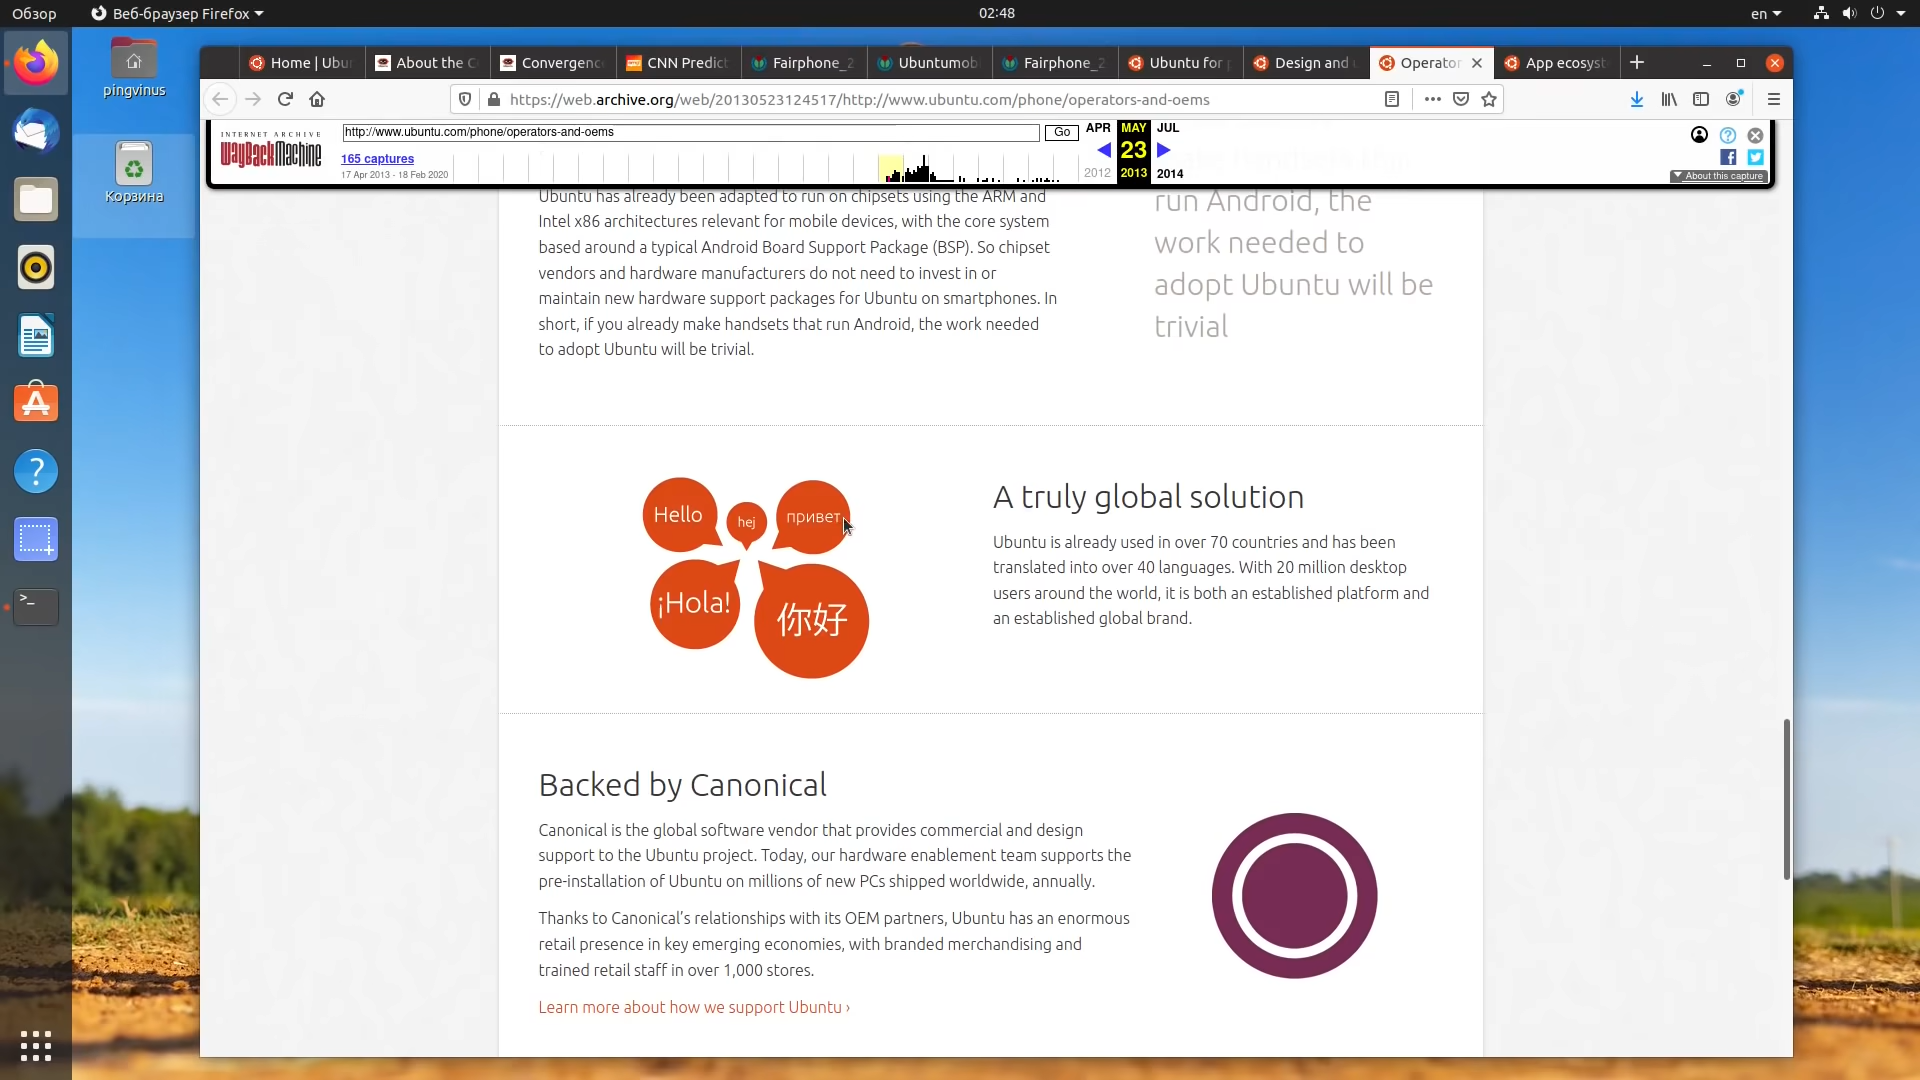 Обзор
Веб-браузер Firefox
02:48
en
pingvinus
Корзина
Home | Ubu
About the C
Convergenc
CNN Predict
Fairphone_2
Ubuntumob
Fairphone_2
Ubuntu for p
Design and u
Operator
App ecosyst
https://web.archive.org/web/20130523124517/http://www.ubuntu.com/phone/operators-and-oems
INTERNET ARCHIVE
WayBackMachine
http://www.ubuntu.com/phone/operators-and-oems
Go
165 captures
17 Apr 2013 - 18 Feb 2020
APR MAY JUL
23
2012 2013 2014
About this capture
Ubuntu has already been adapted to run on chipsets using the ARM and
Intel x86 architectures relevant for mobile devices, with the core system
based around a typical Android Board Support Package (BSP). So chipset
vendors and hardware manufacturers do not need to invest in or
maintain new hardware support packages for Ubuntu on smartphones. In
short, if you already make handsets that run Android, the work needed
to adopt Ubuntu will be trivial.
run Android, the
work needed to
adopt Ubuntu will be
trivial
Hello
hej
привет
¡Hola!
你好
A truly global solution
Ubuntu is already used in over 70 countries and has been
translated into over 40 languages. With 20 million desktop
users around the world, it is both an established platform and
an established global brand.
Backed by Canonical
Canonical is the global software vendor that provides commercial and design
support to the Ubuntu project. Today, our hardware enablement team supports the
pre-installation of Ubuntu on millions of new PCs shipped worldwide, annually.
Thanks to Canonical’s relationships with its OEM partners, Ubuntu has an enormous
retail presence in key emerging economies, with branded merchandising and
trained retail staff in over 1,000 stores.
Learn more about how we support Ubuntu ›